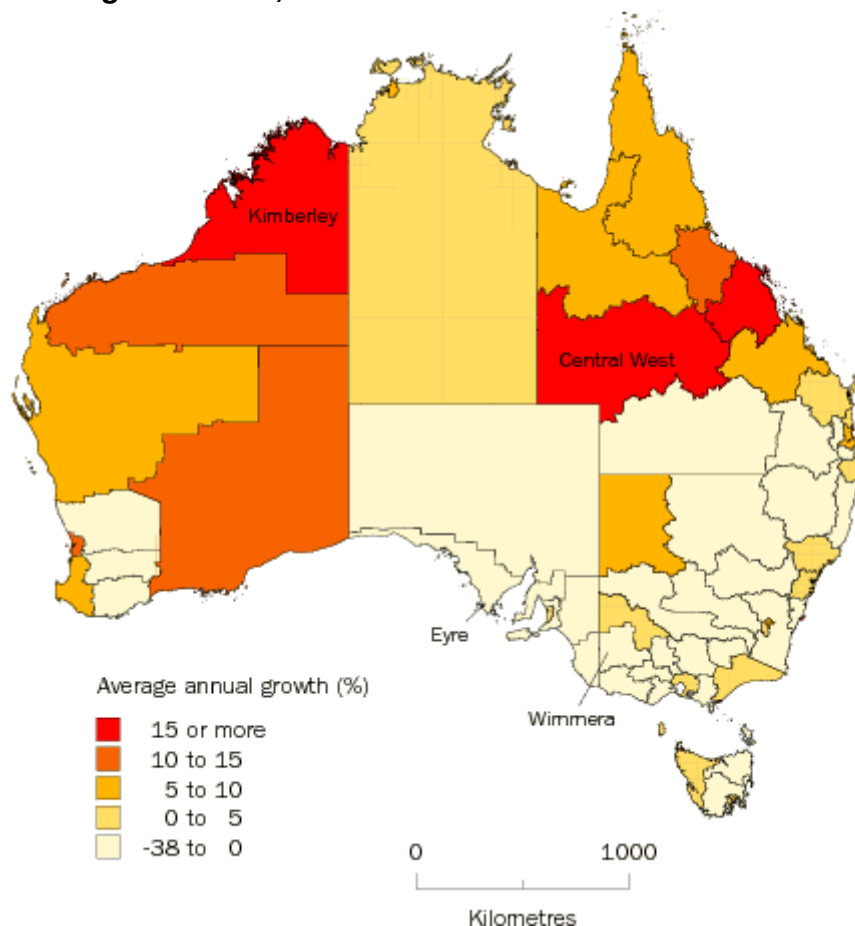 Kimberley
Central West
Eyre
Wimmera
Average annual growth (%)
15 or more
10 to 15
5 to 10
0 to 5
-38 to 0
0 1000
Kilometres